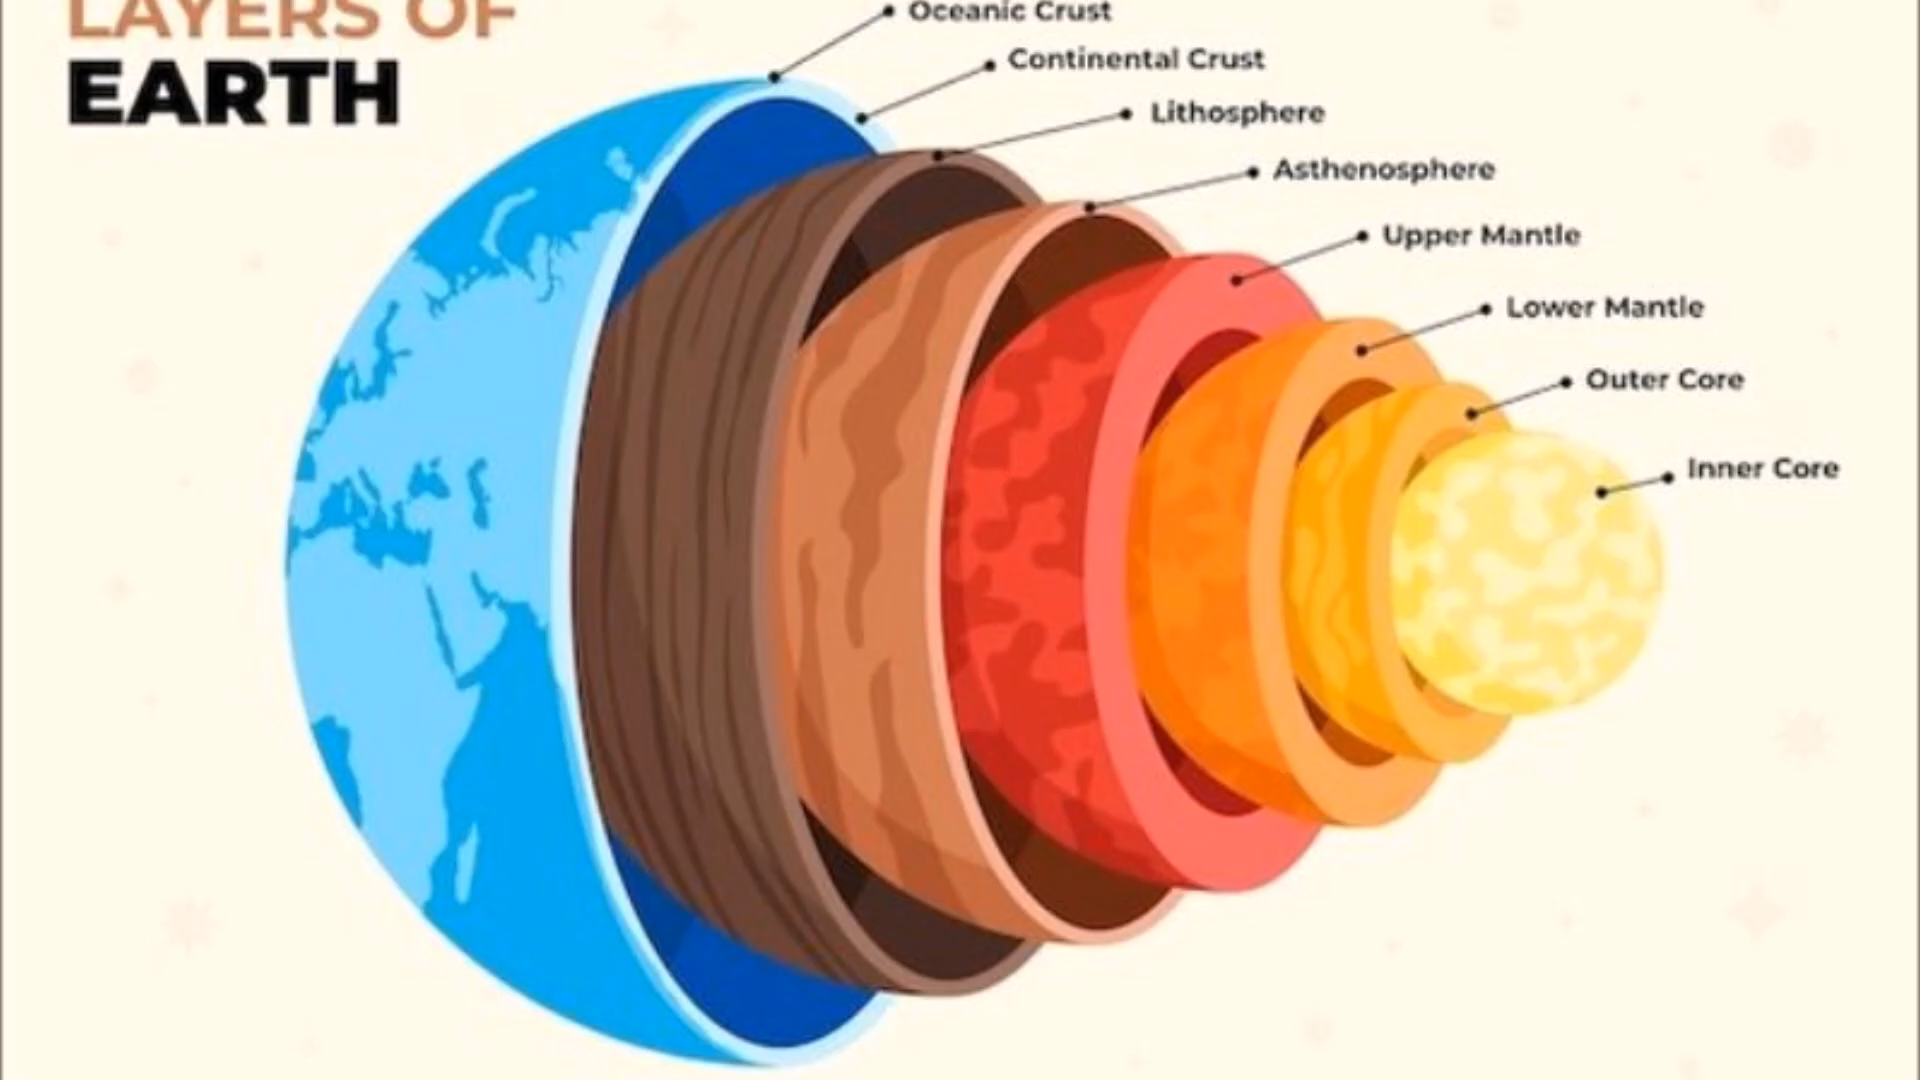 LAYERS OF
EARTH
Oceanic Crust
Continental Crust
Lithosphere
Asthenosphere
Upper Mantle
Lower Mantle
Outer Core
Inner Core